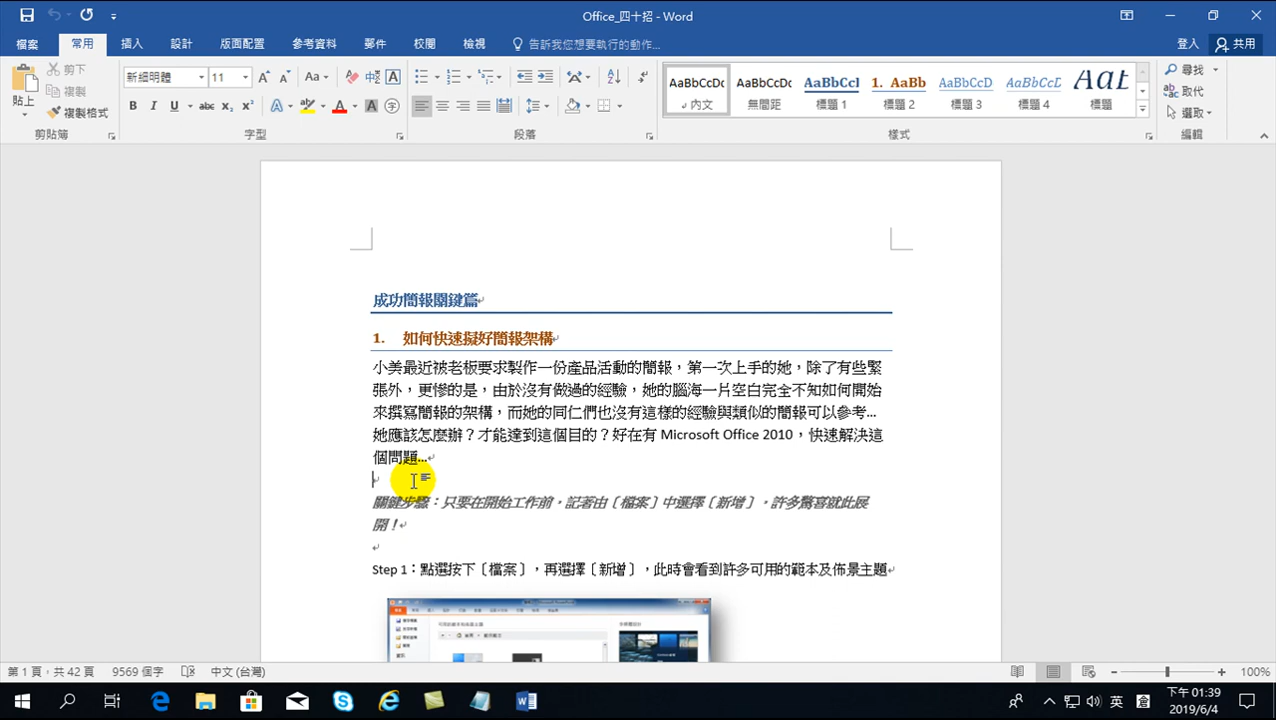 Office_四十招 - Word
檔案 常用 插入 設計 版面配置 參考資料 郵件 校閱 檢視 告訴我您想要執行的動作... 登入 共用
貼上 剪下 複製 複製格式 剪貼簿
新細明體 11 字型
段落
AaBbCcDc 內文 AaBbCcDc 無間距 AaBbCcI 標題 1 1. AaBb 標題 2 AaBbCcD 標題 3 AaBbCcD 標題 4 AaI 標題 樣式
尋找 取代 選取 編輯
成功簡報關鍵篇
1. 如何快速擬好簡報架構
小美最近被老板要求製作一份產品活動的簡報，第一次上手的她，除了有些緊
張外，更慘的是，由於沒有做過的經驗，她的腦海一片空白完全不知如何開始
來撰寫簡報的架構，而她的同仁們也沒有這樣的經驗與類似的簡報可以參考...
她應該怎麼辦？才能達到這個目的？好在有 Microsoft Office 2010，快速解決這
個問題...
關鍵步驟：只要在開始工作前，記著由〔檔案〕中選擇〔新增〕，許多驚喜就此展
開！
Step 1：點選按下〔檔案〕，再選擇〔新增〕，此時會看到許多可用的範本及佈景主題
第 1 頁，共 42 頁 9569 個字 中文 (台灣) 100%
英 下午 01:39
2019/6/4